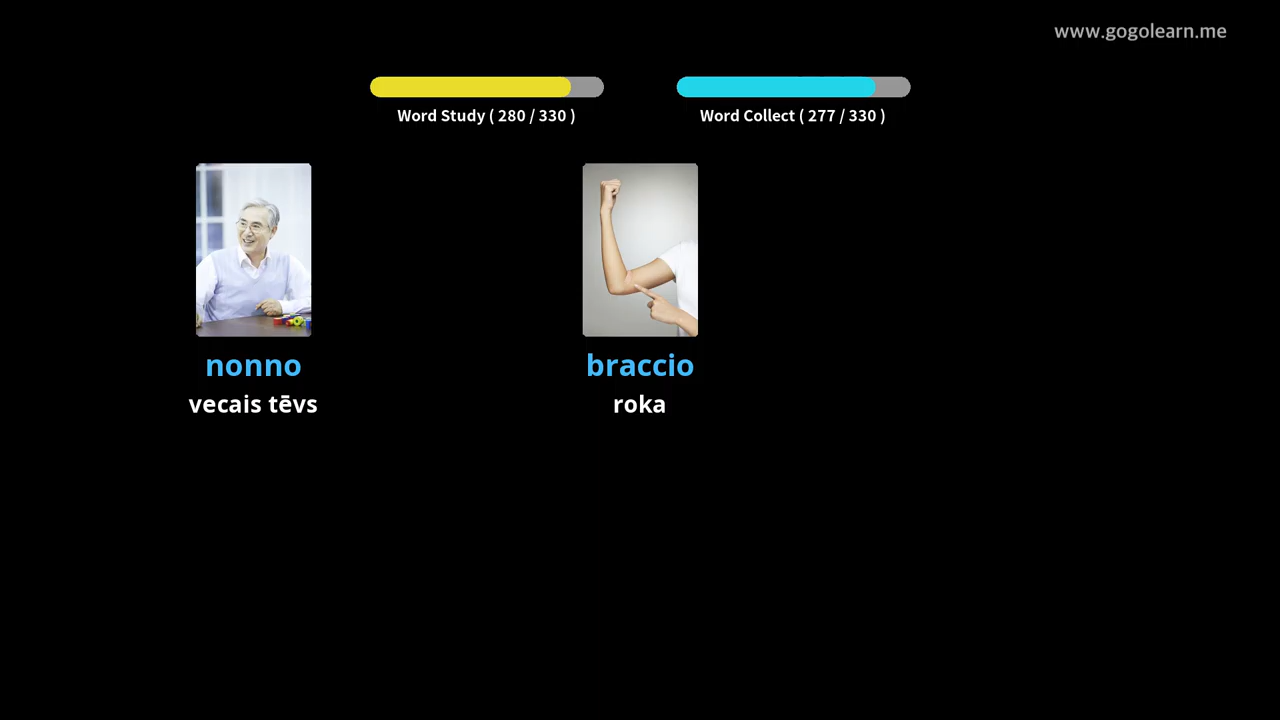 www.gogolearn.me
Word Study ( 280 / 330 )
Word Collect ( 277 / 330 )
nonno
vecais tēvs
braccio
roka